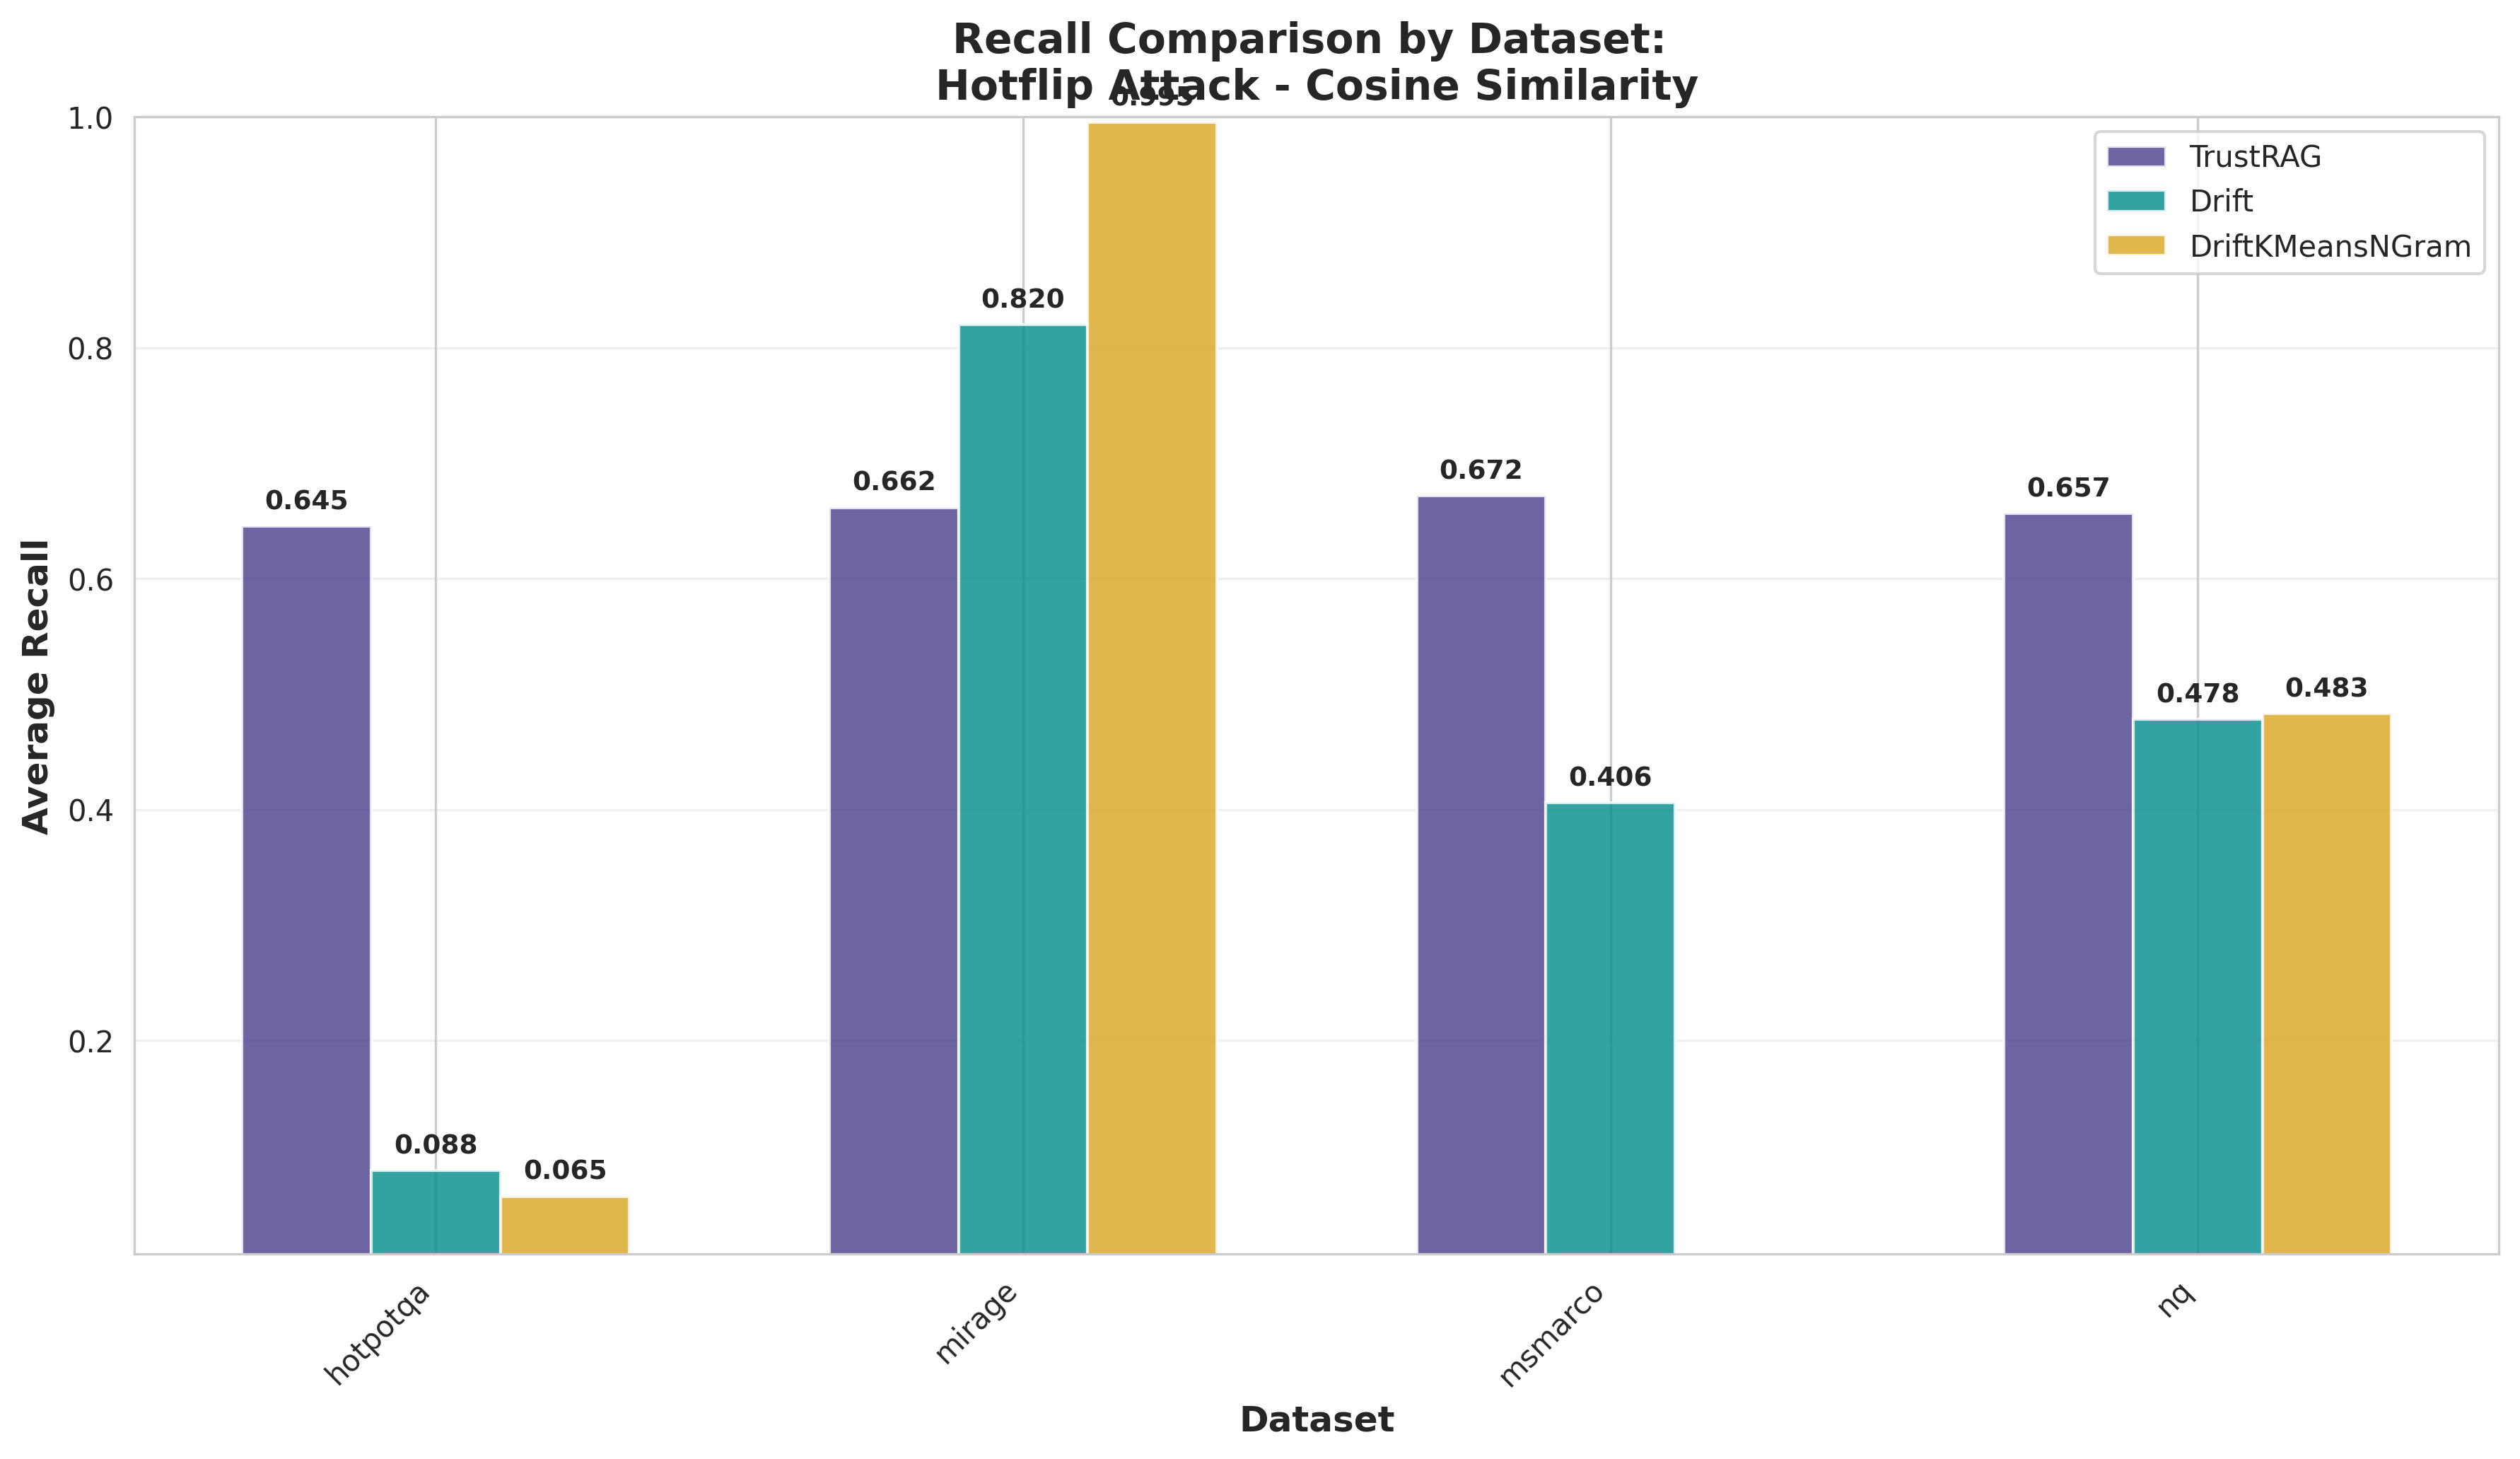 Recall Comparison by Dataset:
Hotflip Attack - Cosine Similarity
0.995
1.0
0.8
0.6
0.4
0.2
Average Recall
TrustRAG
Drift
DriftKMeansNGram
0.645
0.088
0.065
0.662
0.820
0.672
0.406
0.657
0.478
0.483
hotpotqa
mirage
msmarco
nq
Dataset